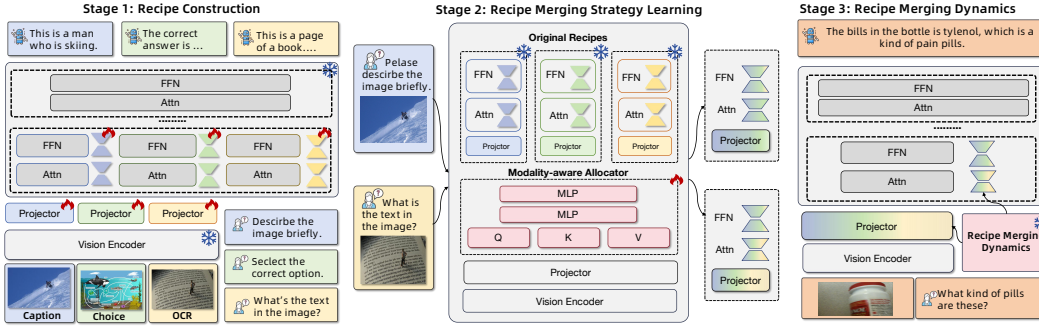 Stage 1: Recipe Construction
This is a man
who is skiing.
The correct
answer is ...
This is a page
of a book....
FFN
Attn
FFN
FFN
FFN
Attn
Attn
Attn
Projector
Projector
Projector
Vision Encoder
Descirbe the
image briefly.
Seclect the
correct option.
What's the text
in the image?
Caption
Choice
OCR
Stage 2: Recipe Merging Strategy Learning
Pelase
descirbe the
image briefly.
What is
the text in
the image?
Original Recipes
FFN
FFN
FFN
Attn
Attn
Attn
Projctor
Projector
Projector
Modality-aware Allocator
MLP
MLP
Q
K
V
Projector
Vision Encoder
FFN
Attn
Projector
FFN
Attn
Projector
Stage 3: Recipe Merging Dynamics
The bills in the bottle is tylenol, which is a
kind of pain pills.
FFN
Attn
FFN
Attn
Projector
Vision Encoder
Recipe Merging
Dynamics
What kind of pills
are these?